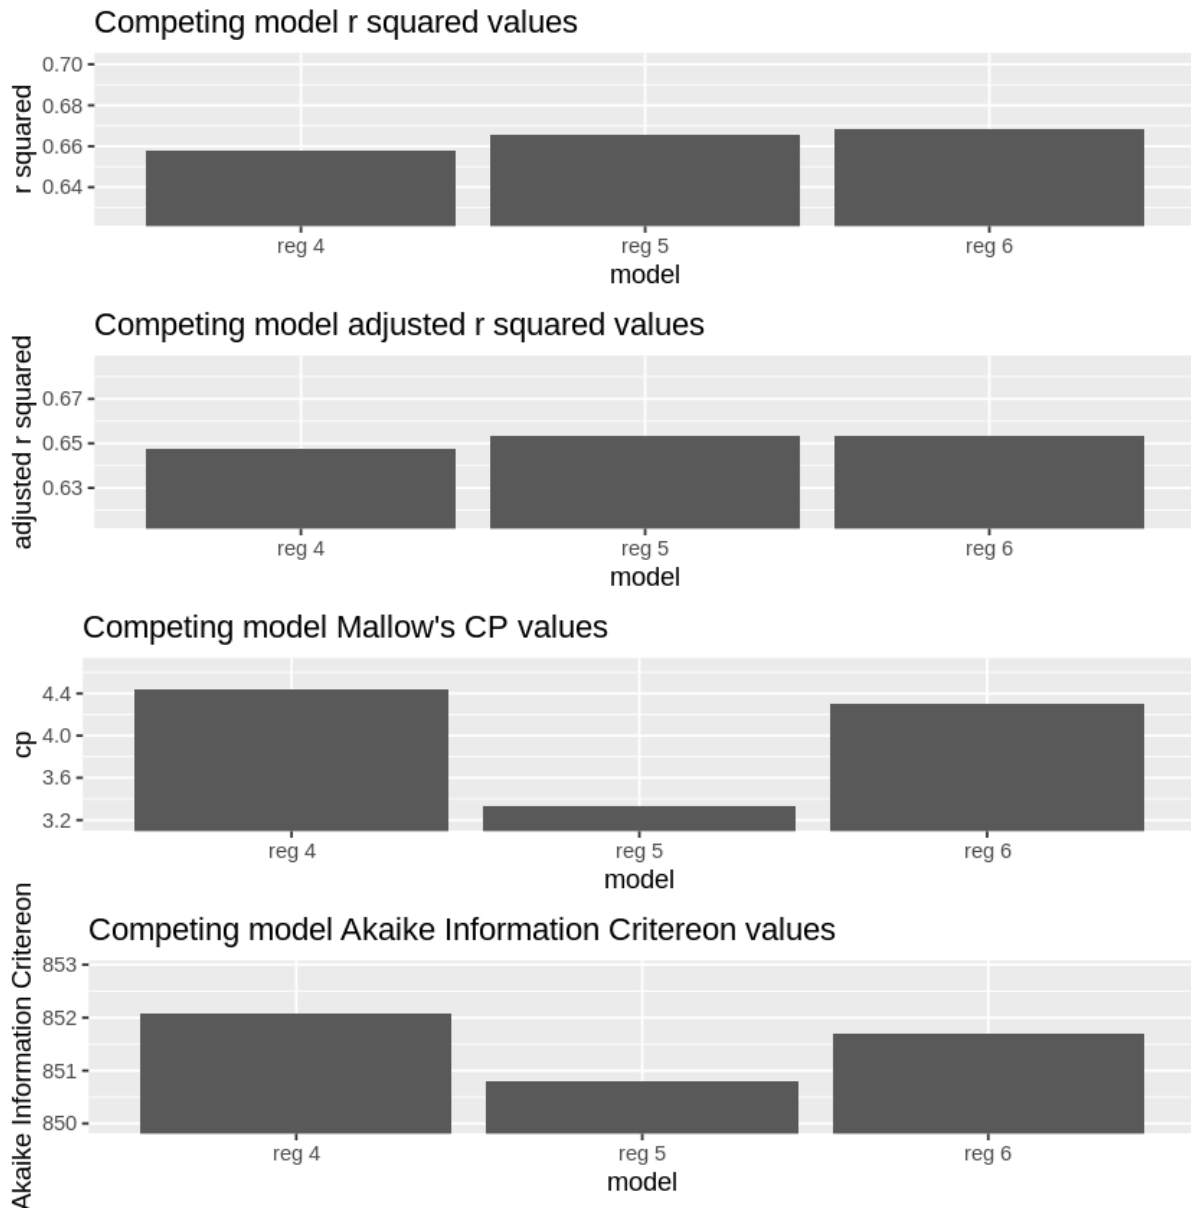 Competing model r squared values
r squared
0.70
0.68
0.66
0.64
reg 4 reg 5 reg 6
model
Competing model adjusted r squared values
adjusted r squared
0.67
0.65
0.63
reg 4 reg 5 reg 6
model
Competing model Mallow's CP values
cp
4.4
4.0
3.6
3.2
reg 4 reg 5 reg 6
model
Competing model Akaike Information Critereon values
Akaike Information Critereon
853
852
851
850
reg 4 reg 5 reg 6
model